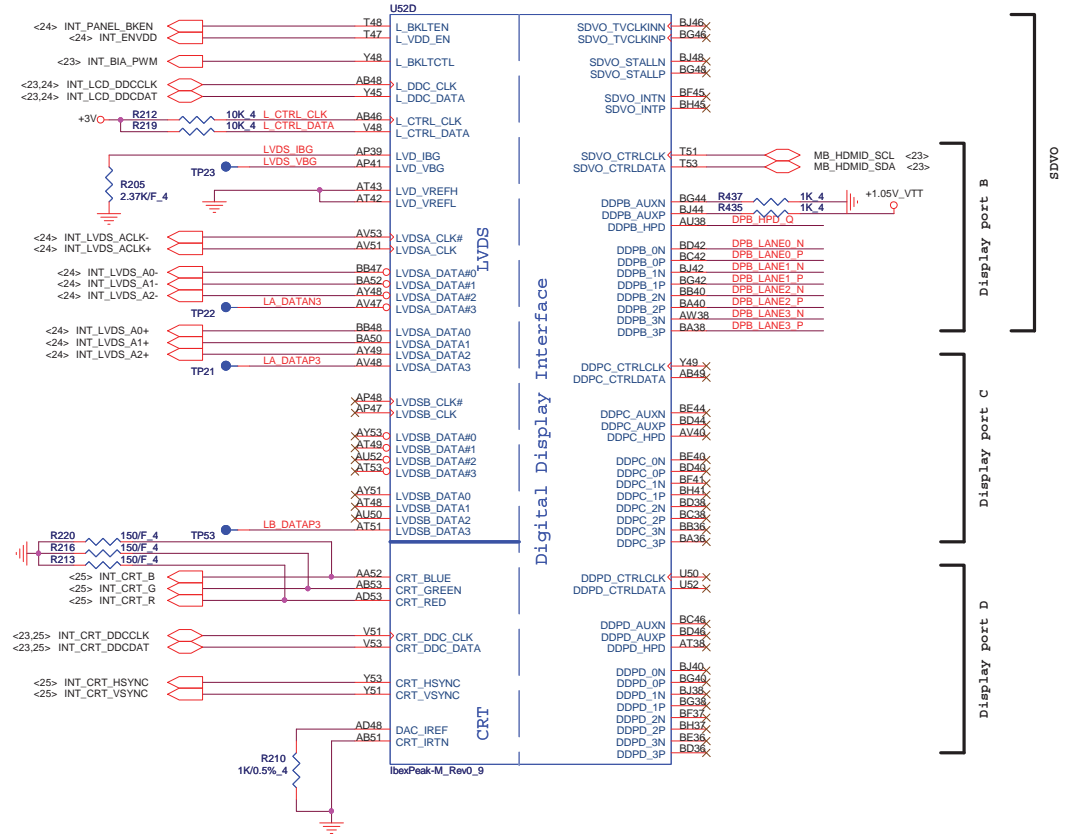 U52D
<24> INT_PANEL_BKEN T48 L_BKLTEN
<24> INT_ENVDD T47 L_VDD_EN
<23> INT_BIA_PWM Y48 L_BKLTCTL
<23,24> INT_LCD_DDCCLK AB48 L_DDC_CLK
<23,24> INT_LCD_DDCDAT Y45 L_DDC_DATA
+3V R212 10K_4 L_CTRL_CLK AB46 L_CTRL_CLK
R219 10K_4 L_CTRL_DATA V48 L_CTRL_DATA
LVDS_IBG AP39 LVD_IBG
TP23 LVDS_VBG AP41 LVD_VBG
R205
2.37K/F_4
AT43 LVD_VREFH
AT42 LVD_VREFL
<24> INT_LVDS_ACLK- AV53 LVDSA_CLK#
<24> INT_LVDS_ACLK+ AV51 LVDSA_CLK
<24> INT_LVDS_A0- BB47 LVDSA_DATA#0
<24> INT_LVDS_A1- BA52 LVDSA_DATA#1
<24> INT_LVDS_A2- AY48 LVDSA_DATA#2
TP22 LA_DATAN3 AV47 LVDSA_DATA#3
<24> INT_LVDS_A0+ BB48 LVDSA_DATA0
<24> INT_LVDS_A1+ BA50 LVDSA_DATA1
<24> INT_LVDS_A2+ AY49 LVDSA_DATA2
TP21 LA_DATAP3 AV48 LVDSA_DATA3
AP48 LVDSB_CLK#
AP47 LVDSB_CLK
AY53 LVDSB_DATA#0
AT49 LVDSB_DATA#1
AU52 LVDSB_DATA#2
AT53 LVDSB_DATA#3
AY51 LVDSB_DATA0
AT48 LVDSB_DATA1
AU50 LVDSB_DATA2
TP53 LB_DATAP3 AT51 LVDSB_DATA3
R220 150/F_4
R216 150/F_4
R213 150/F_4
<25> INT_CRT_B AA52 CRT_BLUE
<25> INT_CRT_G AB53 CRT_GREEN
<25> INT_CRT_R AD53 CRT_RED
<23,25> INT_CRT_DDCCLK V51 CRT_DDC_CLK
<23,25> INT_CRT_DDCDAT V53 CRT_DDC_DATA
<25> INT_CRT_HSYNC Y53 CRT_HSYNC
<25> INT_CRT_VSYNC Y51 CRT_VSYNC
AD48 DAC_IREF
AB51 CRT_IRTN
R210
1K/0.5%_4
IbexPeak-M_Rev0_9
LVDS
CRT
Digital Display Interface
SDVO_TVCLKINN BJ46
SDVO_TVCLKINP BG46
SDVO_STALLN BJ48
SDVO_STALLP BG48
SDVO_INTN BF45
SDVO_INTP BH45
SDVO_CTRLCLK T51 MB_HDMID_SCL <23>
SDVO_CTRLDATA T53 MB_HDMID_SDA <23>
DDPB_AUXN BG44 R437 1K_4
DDPB_AUXP BJ44 R435 1K_4 +1.05V_VTT
DDPB_HPD AU38 DPB_HPD_Q
DDPB_0N BD42 DPB_LANE0_N
DDPB_0P BC42 DPB_LANE0_P
DDPB_1N BJ42 DPB_LANE1_N
DDPB_1P BG42 DPB_LANE1_P
DDPB_2N BB40 DPB_LANE2_N
DDPB_2P BA40 DPB_LANE2_P
DDPB_3N AW38 DPB_LANE3_N
DDPB_3P BA38 DPB_LANE3_P
DDPC_CTRLCLK Y49
DDPC_CTRLDATA AB49
DDPC_AUXN BE44
DDPC_AUXP BD44
DDPC_HPD AV40
DDPC_0N BE40
DDPC_0P BD40
DDPC_1N BF41
DDPC_1P BH41
DDPC_2N BD38
DDPC_2P BC38
DDPC_3N BB36
DDPC_3P BA36
DDPD_CTRLCLK U50
DDPD_CTRLDATA U52
DDPD_AUXN BC46
DDPD_AUXP BD46
DDPD_HPD AT38
DDPD_0N BJ40
DDPD_0P BG40
DDPD_1N BJ38
DDPD_1P BG38
DDPD_2N BF37
DDPD_2P BH37
DDPD_3N BE36
DDPD_3P BD36
Display port B
SDVO
Display port C
Display port D